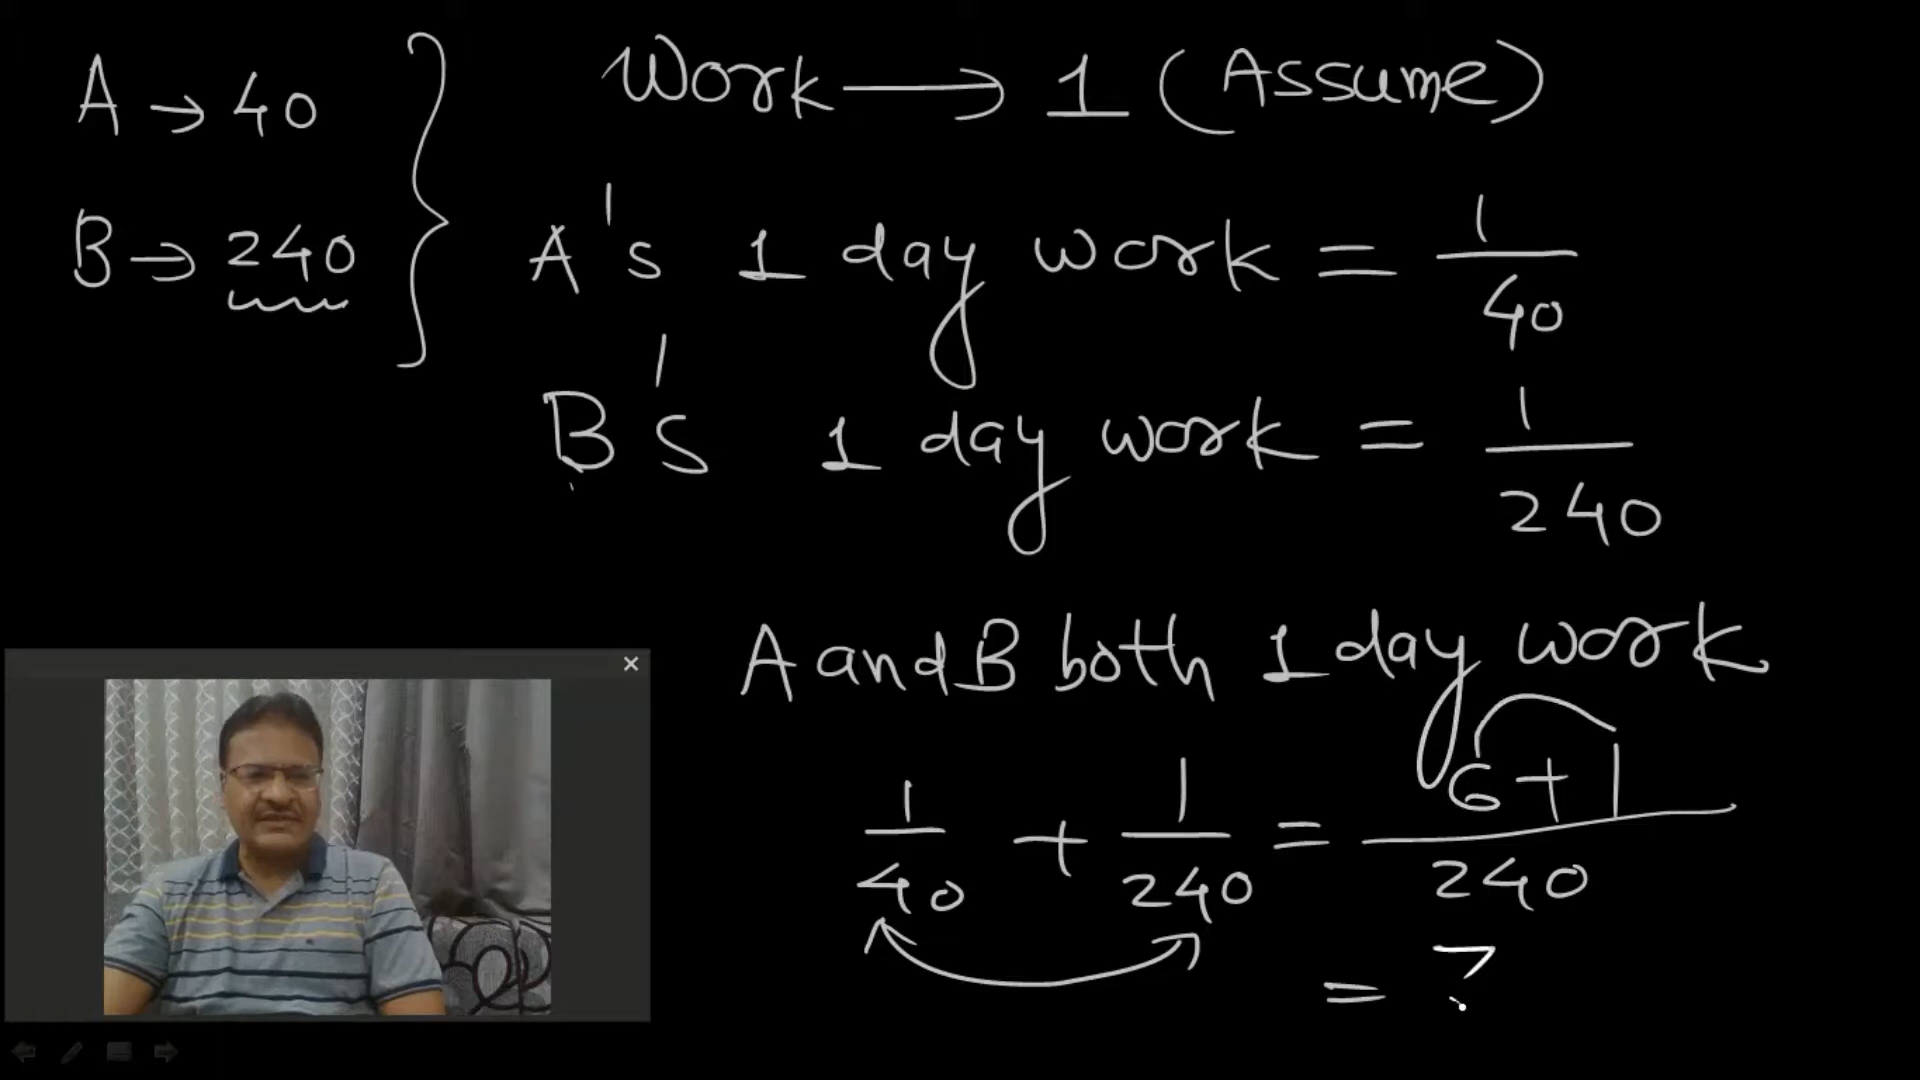 A → 40
B → 240
Work → 1 (Assume)
A's 1 day work = 1/40
B's 1 day work = 1/240
A and B both 1 day work
1/40 + 1/240 = 6+1/240
= 7